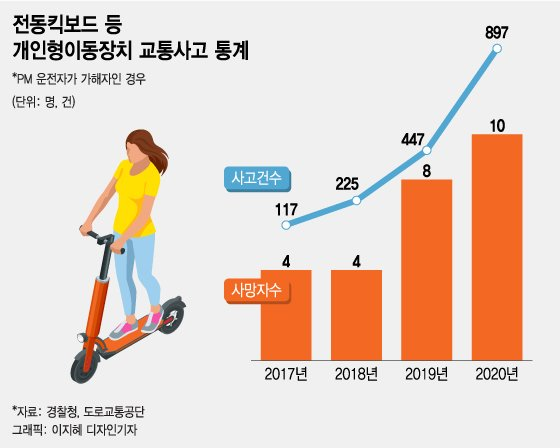 전동킥보드 등
개인형이동장치 교통사고 통계
*PM 운전자가 가해자인 경우
(단위: 명, 건)
897
10
447
8
사고건수
225
117
4
4
사망자수
2017년 2018년 2019년 2020년
*자료: 경찰청, 도로교통공단
그래픽: 이지혜 디자인기자